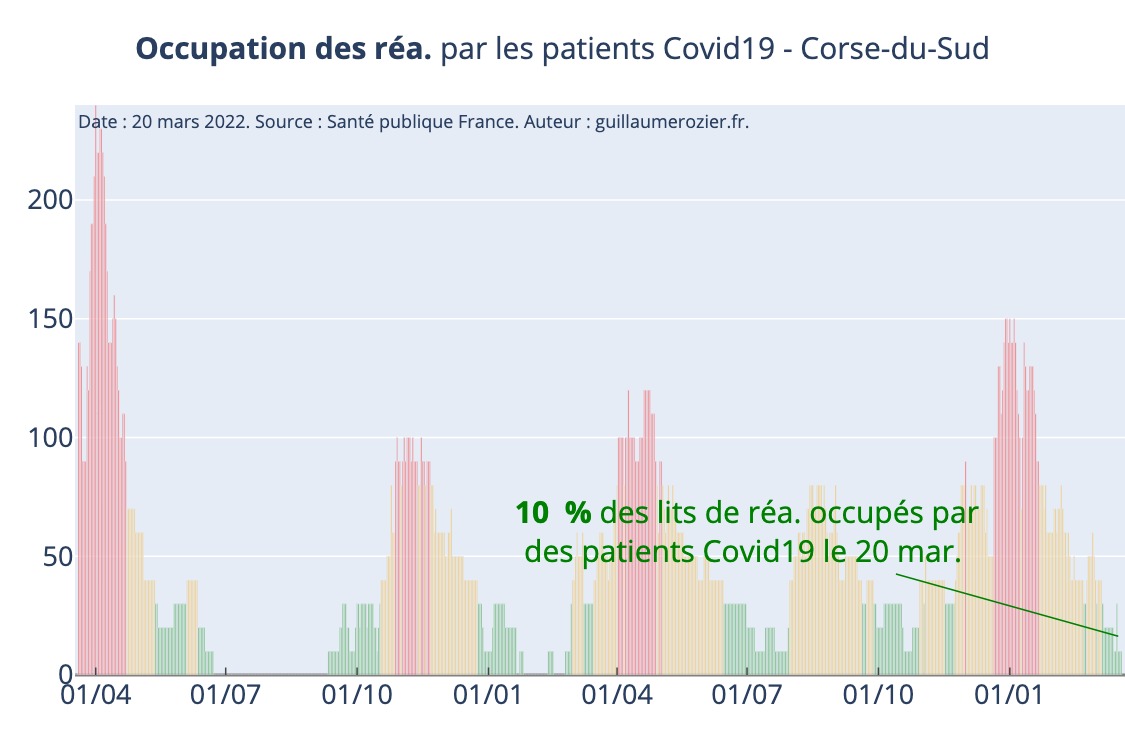 Occupation des réa. par les patients Covid19 - Corse-du-Sud
Date : 20 mars 2022. Source : Santé publique France. Auteur : guillaumerozier.fr.
200
150
100
50
0
10 % des lits de réa. occupés par
des patients Covid19 le 20 mar.
01/04 01/07 01/10 01/01 01/04 01/07 01/10 01/01